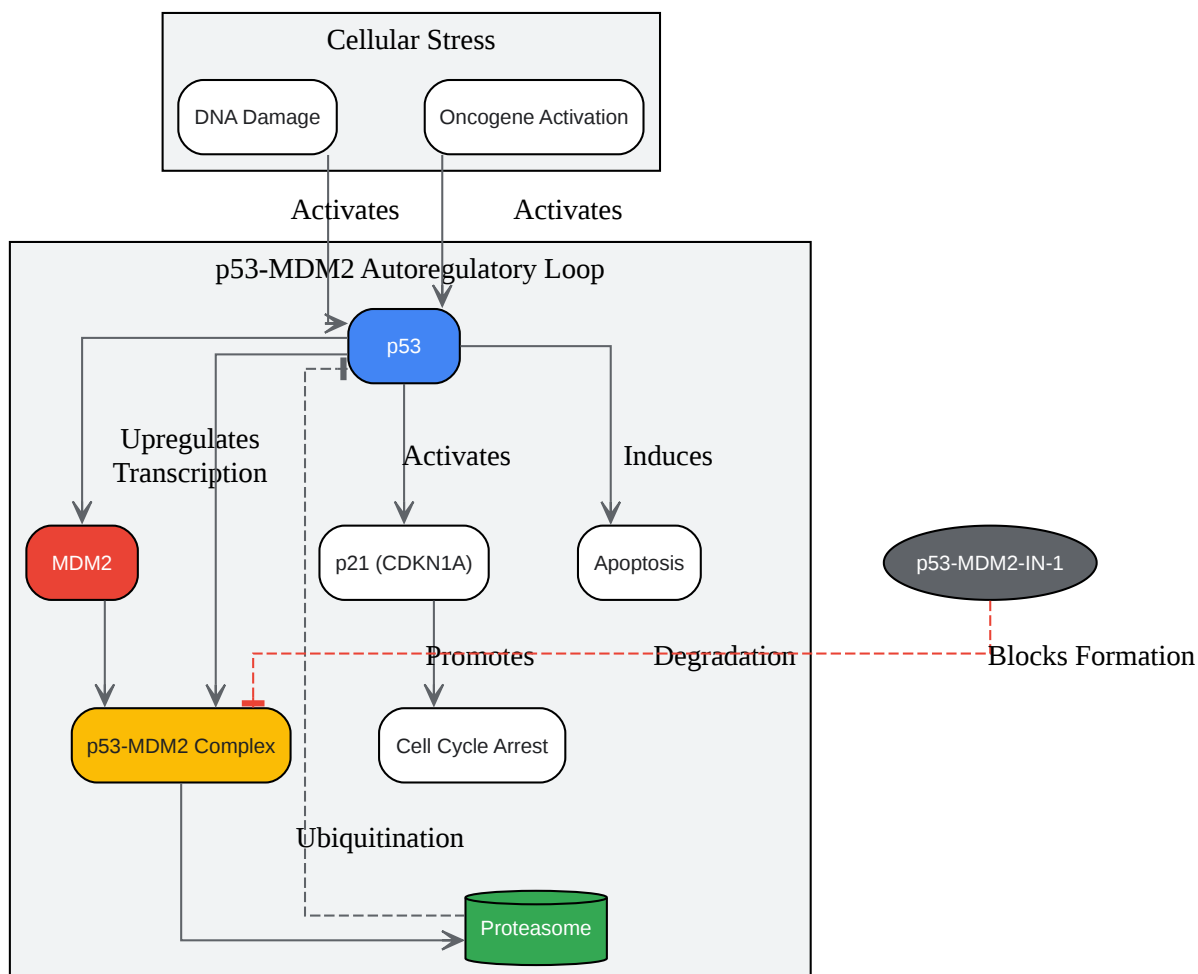 Cellular Stress
DNA Damage
Oncogene Activation
Activates
Activates
p53-MDM2 Autoregulatory Loop
p53
Upregulates
Transcription
Activates
Induces
MDM2
p21 (CDKN1A)
Apoptosis
p53-MDM2-IN-1
Promotes
Degradation
Blocks Formation
p53-MDM2 Complex
Cell Cycle Arrest
Ubiquitination
Proteasome